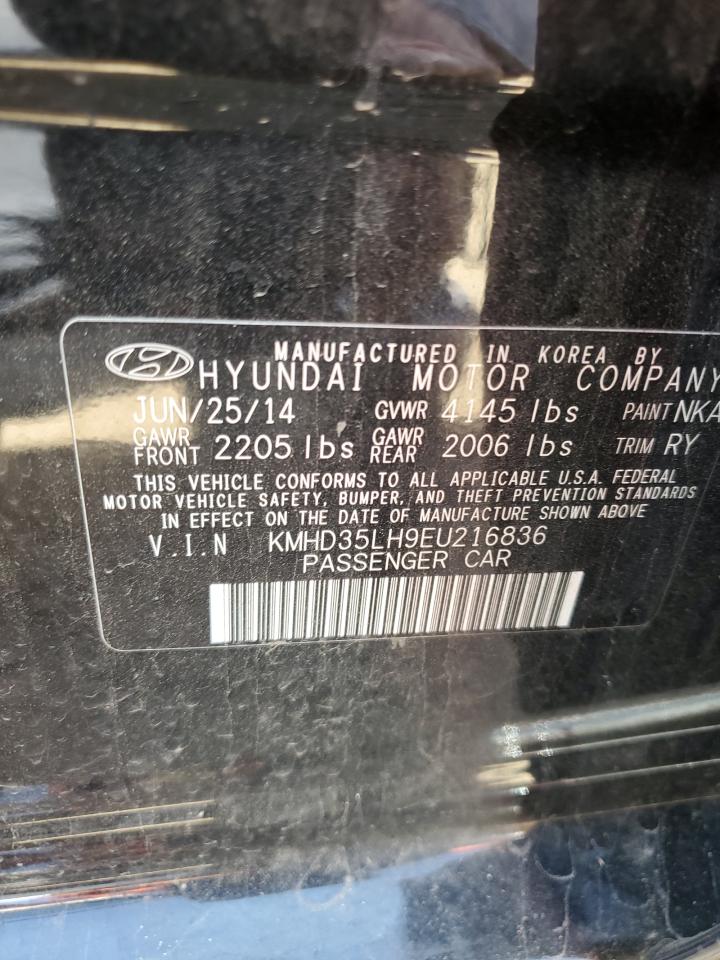 MANUFACTURED IN KOREA BY
HYUNDAI MOTOR COMPANY
JUN/25/14 GVWR 4145 lbs PAINT NKA
GAWR FRONT 2205 lbs GAWR REAR 2006 lbs TRIM RY
THIS VEHICLE CONFORMS TO ALL APPLICABLE U.S.A. FEDERAL
MOTOR VEHICLE SAFETY, BUMPER, AND THEFT PREVENTION STANDARDS
IN EFFECT ON THE DATE OF MANUFACTURE SHOWN ABOVE
V.I.N KMHD35LH9EU216836
PASSENGER CAR